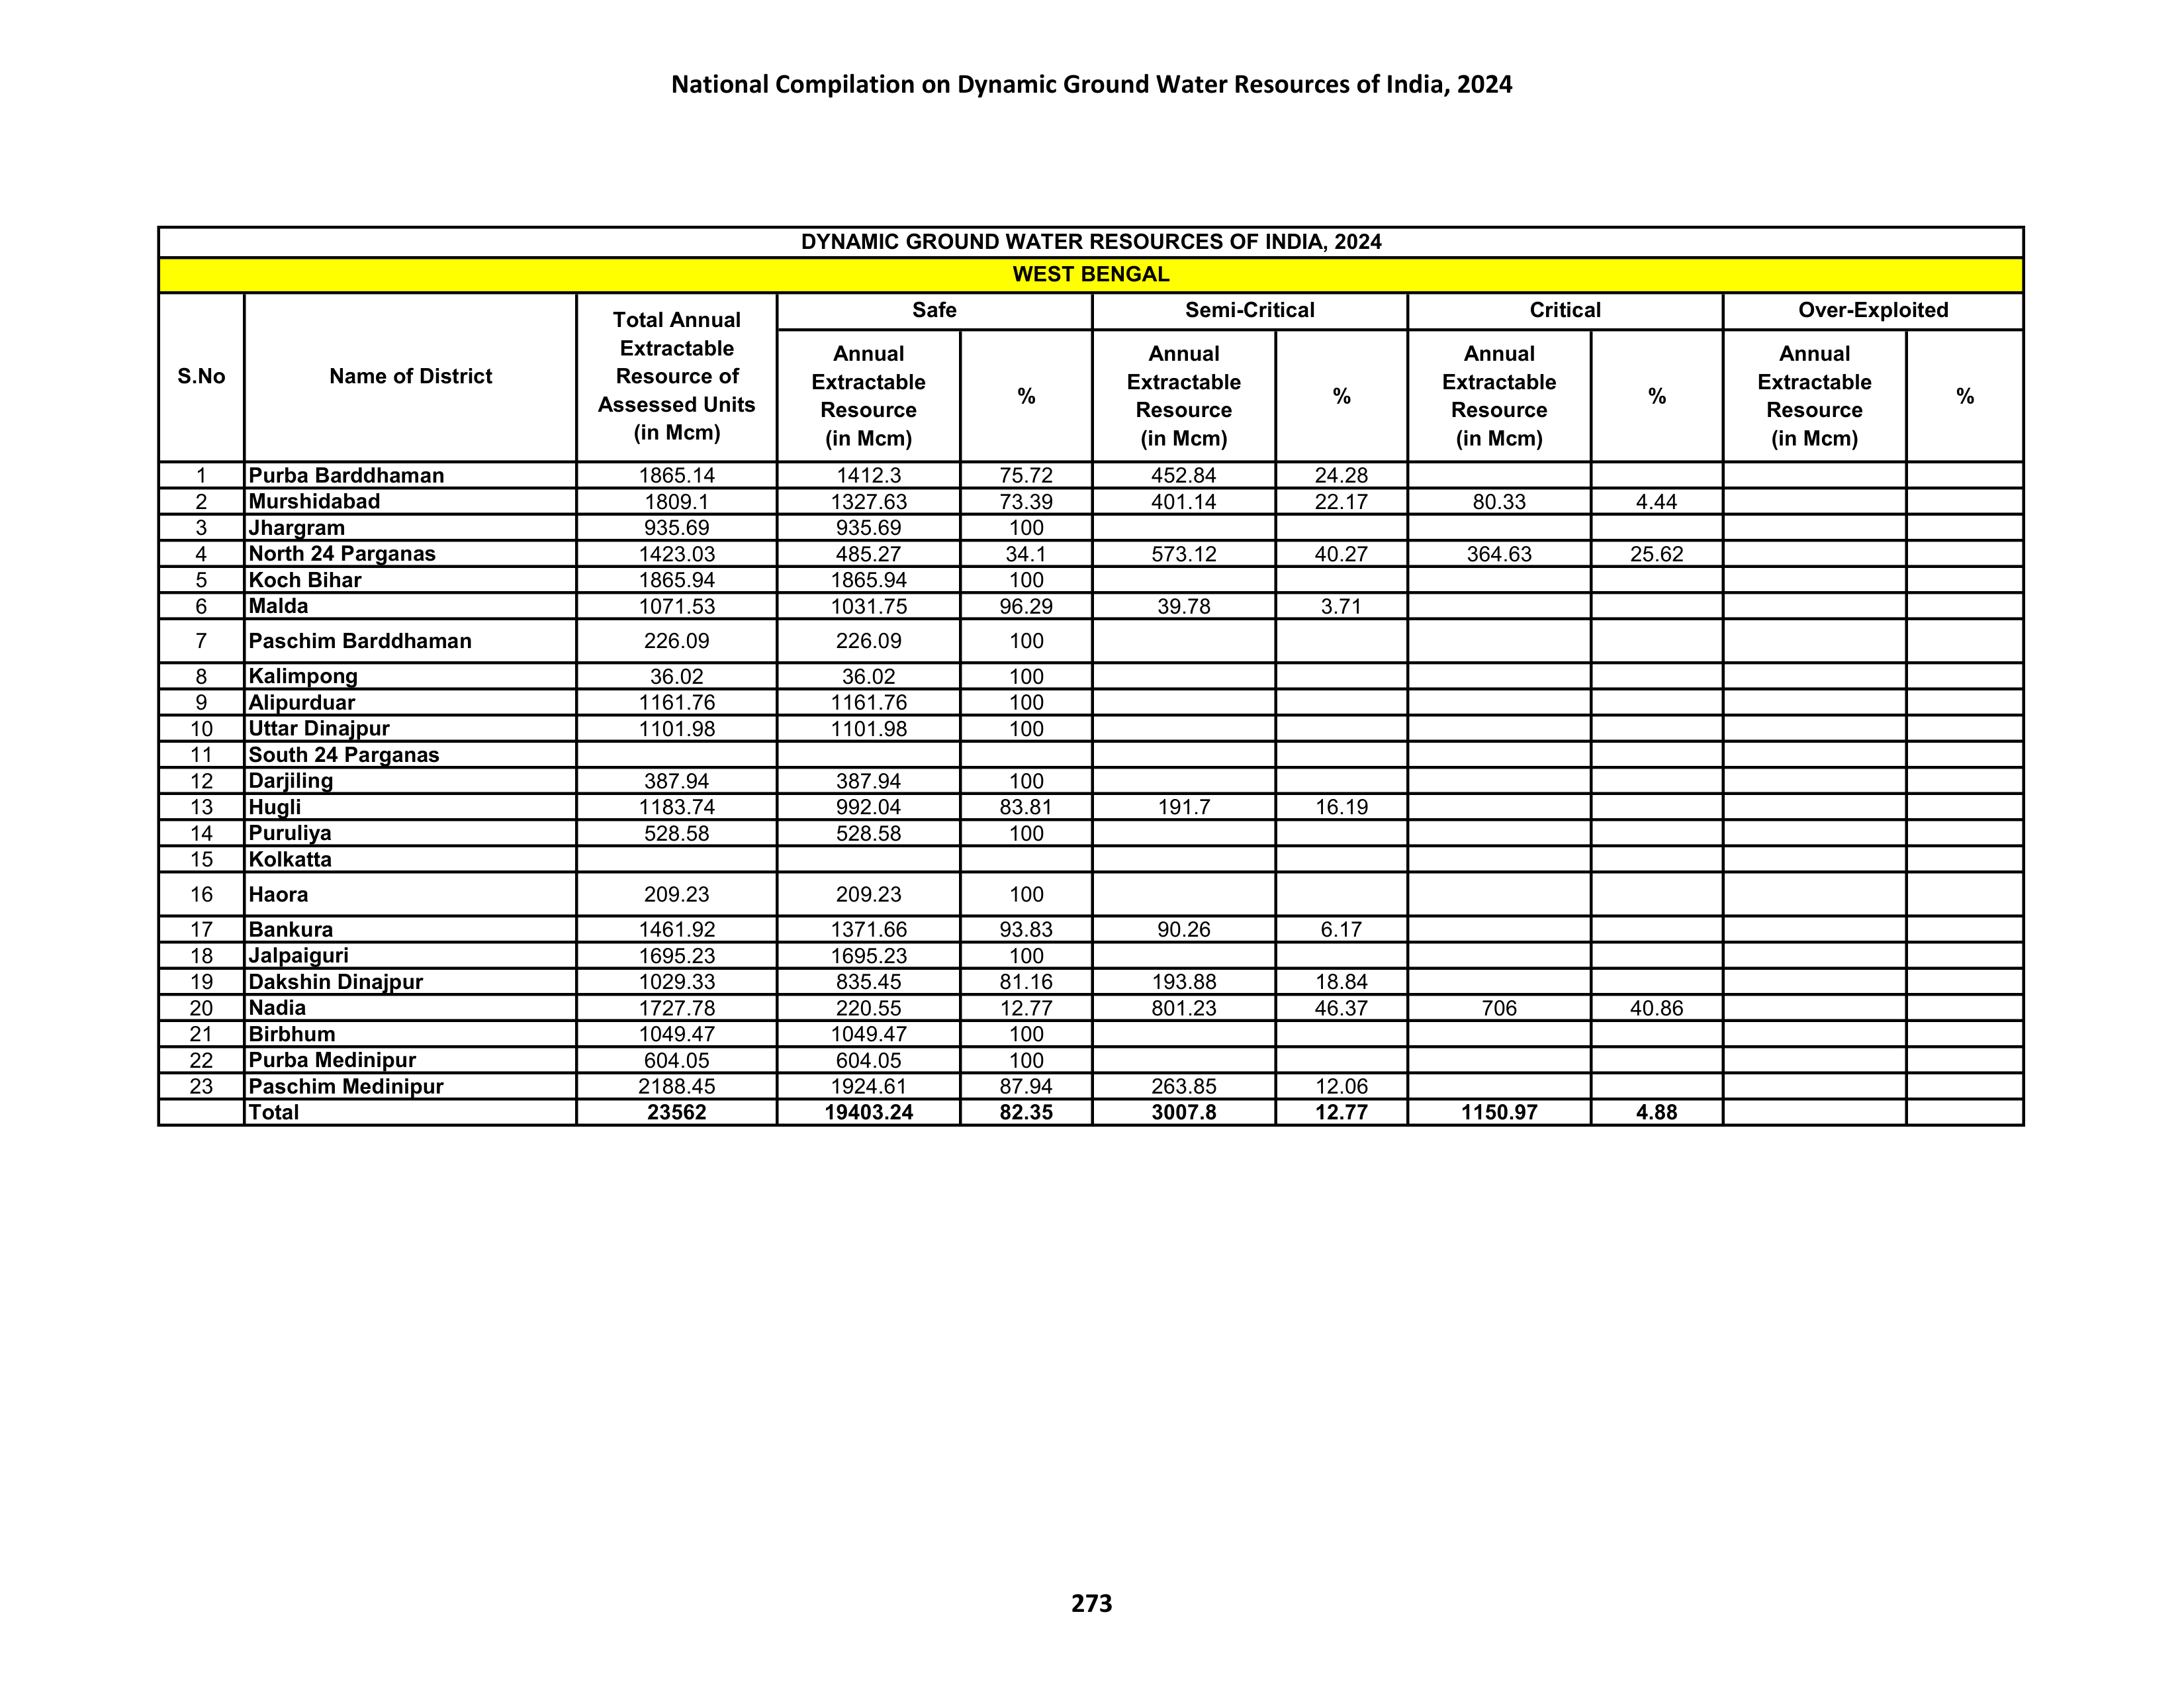 National Compilation on Dynamic Ground Water Resources of India, 2024
DYNAMIC GROUND WATER RESOURCES OF INDIA, 2024
WEST BENGAL
S.No Name of District Total Annual Extractable Resource of Assessed Units (in Mcm) Safe Semi-Critical Critical Over-Exploited
Annual Extractable Resource (in Mcm) % Annual Extractable Resource (in Mcm) % Annual Extractable Resource (in Mcm) % Annual Extractable Resource (in Mcm) %
1 Purba Barddhaman 1865.14 1412.3 75.72 452.84 24.28
2 Murshidabad 1809.1 1327.63 73.39 401.14 22.17 80.33 4.44
3 Jhargram 935.69 935.69 100
4 North 24 Parganas 1423.03 485.27 34.1 573.12 40.27 364.63 25.62
5 Koch Bihar 1865.94 1865.94 100
6 Malda 1071.53 1031.75 96.29 39.78 3.71
7 Paschim Barddhaman 226.09 226.09 100
8 Kalimpong 36.02 36.02 100
9 Alipurduar 1161.76 1161.76 100
10 Uttar Dinajpur 1101.98 1101.98 100
11 South 24 Parganas
12 Darjiling 387.94 387.94 100
13 Hugli 1183.74 992.04 83.81 191.7 16.19
14 Puruliya 528.58 528.58 100
15 Kolkatta
16 Haora 209.23 209.23 100
17 Bankura 1461.92 1371.66 93.83 90.26 6.17
18 Jalpaiguri 1695.23 1695.23 100
19 Dakshin Dinajpur 1029.33 835.45 81.16 193.88 18.84
20 Nadia 1727.78 220.55 12.77 801.23 46.37 706 40.86
21 Birbhum 1049.47 1049.47 100
22 Purba Medinipur 604.05 604.05 100
23 Paschim Medinipur 2188.45 1924.61 87.94 263.85 12.06
Total 23562 19403.24 82.35 3007.8 12.77 1150.97 4.88
273